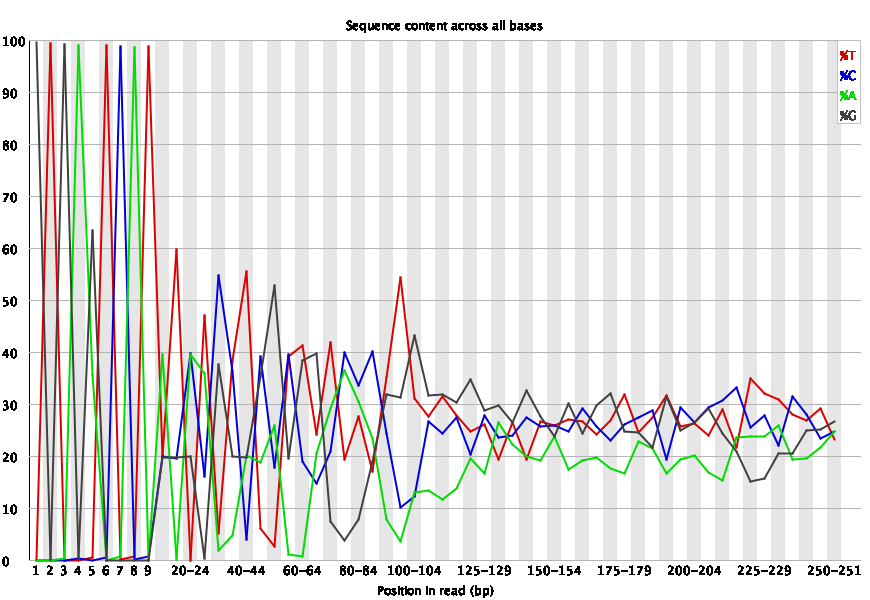 Sequence content across all bases
100
90
80
70
60
50
40
30
20
10
0
%T
%C
%A
%G
1 2 3 4 5 6 7 8 9 20-24 40-44 60-64 80-84 100-104 125-129 150-154 175-179 200-204 225-229 250-251
Position in read (bp)